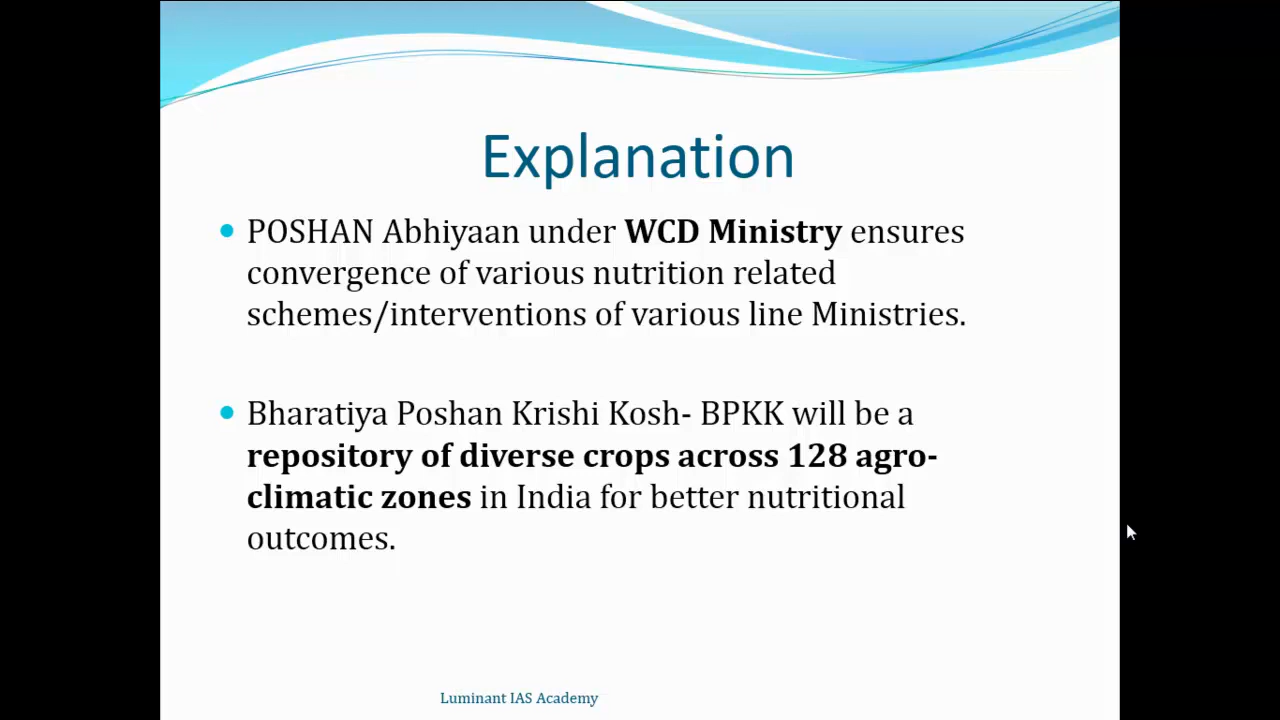 Explanation
POSHAN Abhiyaan under WCD Ministry ensures
convergence of various nutrition related
schemes/interventions of various line Ministries.
Bharatiya Poshan Krishi Kosh- BPKK will be a
repository of diverse crops across 128 agro-
climatic zones in India for better nutritional
outcomes.
Luminant IAS Academy